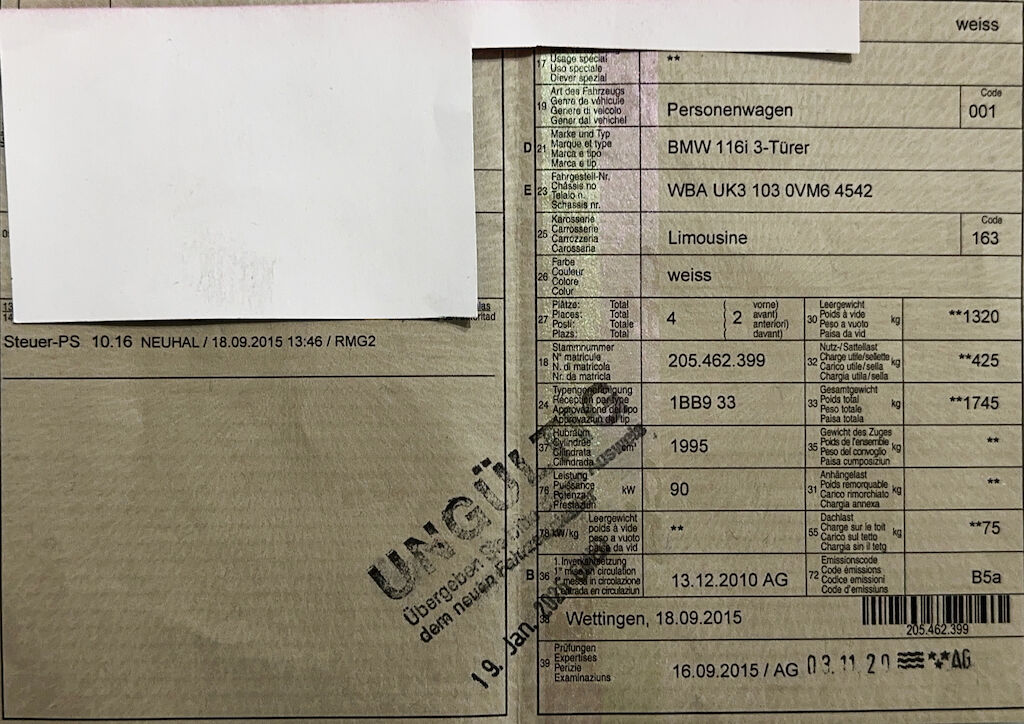 weiss
17 Usage spécial **
Uso speciale
Diever spezial
19 Art des Fahrzeugs
Genre de véhicule
Genere di veicolo
Gener dal vehichel
Personenwagen
Code
001
D 21 Marke und Typ
Marque et type
Marca e tipo
Marca e tip
BMW 116i 3-Türer
E 23 Fahrgestell-Nr.
Châssis no
Telaio n.
Schassis nr.
WBA UK3 103 0VM6 4542
25 Karosserie
Carrosserie
Carrozzeria
Carosseria
Limousine
Code
163
26 Farbe
Couleur
Colore
Colur
weiss
27 Plätze: Total
Places: Total
Posti: Totale
Plazs: Total
4 ( 2 vorne)
avant)
anteriori)
davant)
30 Leergewicht
Poids à vide
Peso a vuoto
Paisa da vid
kg **1320
Steuer-PS 10.16 NEUHAL / 18.09.2015 13:46 / RMG2
18 Stammnummer
N° matricule
N. di matricola
Nr. da matricla
205.462.399
32 Nutz-/Sattellast
Charge utile/sellette
Carico utile/sella
Chargia utila/sella
kg **425
24 Typengenehmigung
Réception par type
Approvazione del tipo
Approvaziun dal tip
1BB9 33
33 Gesamtgewicht
Poids total
Peso totale
Paisa totala
kg **1745
37 Hubraum
Cylindrée
Cilindrata
Cilindrada
cm³ 1995
35 Gewicht des Zuges
Poids de l'ensemble
Peso del convoglio
Paisa cumposiziun
kg **
76 Leistung
Puissance
Potenza
Prestaziun
kW 90
31 Anhängelast
Poids remorquable
Carico rimorchiato
Chargia annexa
kg **
78 kW/kg Leergewicht
poids à vide
peso a vuoto
paisa da vid
**
55 Dachlast
Charge sur le toit
Carico sul tetto
Chargia sin il tetg
kg **75
B 36 1. Inverkehrsetzung
1re mise en circulation
1a messa in circolazione
1. entrada en circulaziun
13.12.2010 AG
72 Emissionscode
Code émissions
Codice emissioni
Code d'emissiuns
B5a
38 Wettingen, 18.09.2015
205.462.399
39 Prüfungen
Expertises
Perizie
Examinaziuns
16.09.2015 / AG 03.11.20 AG
UNGÜLTIG
Übergeben Sie bitte
dem neuen Ausweis
19. Jan.